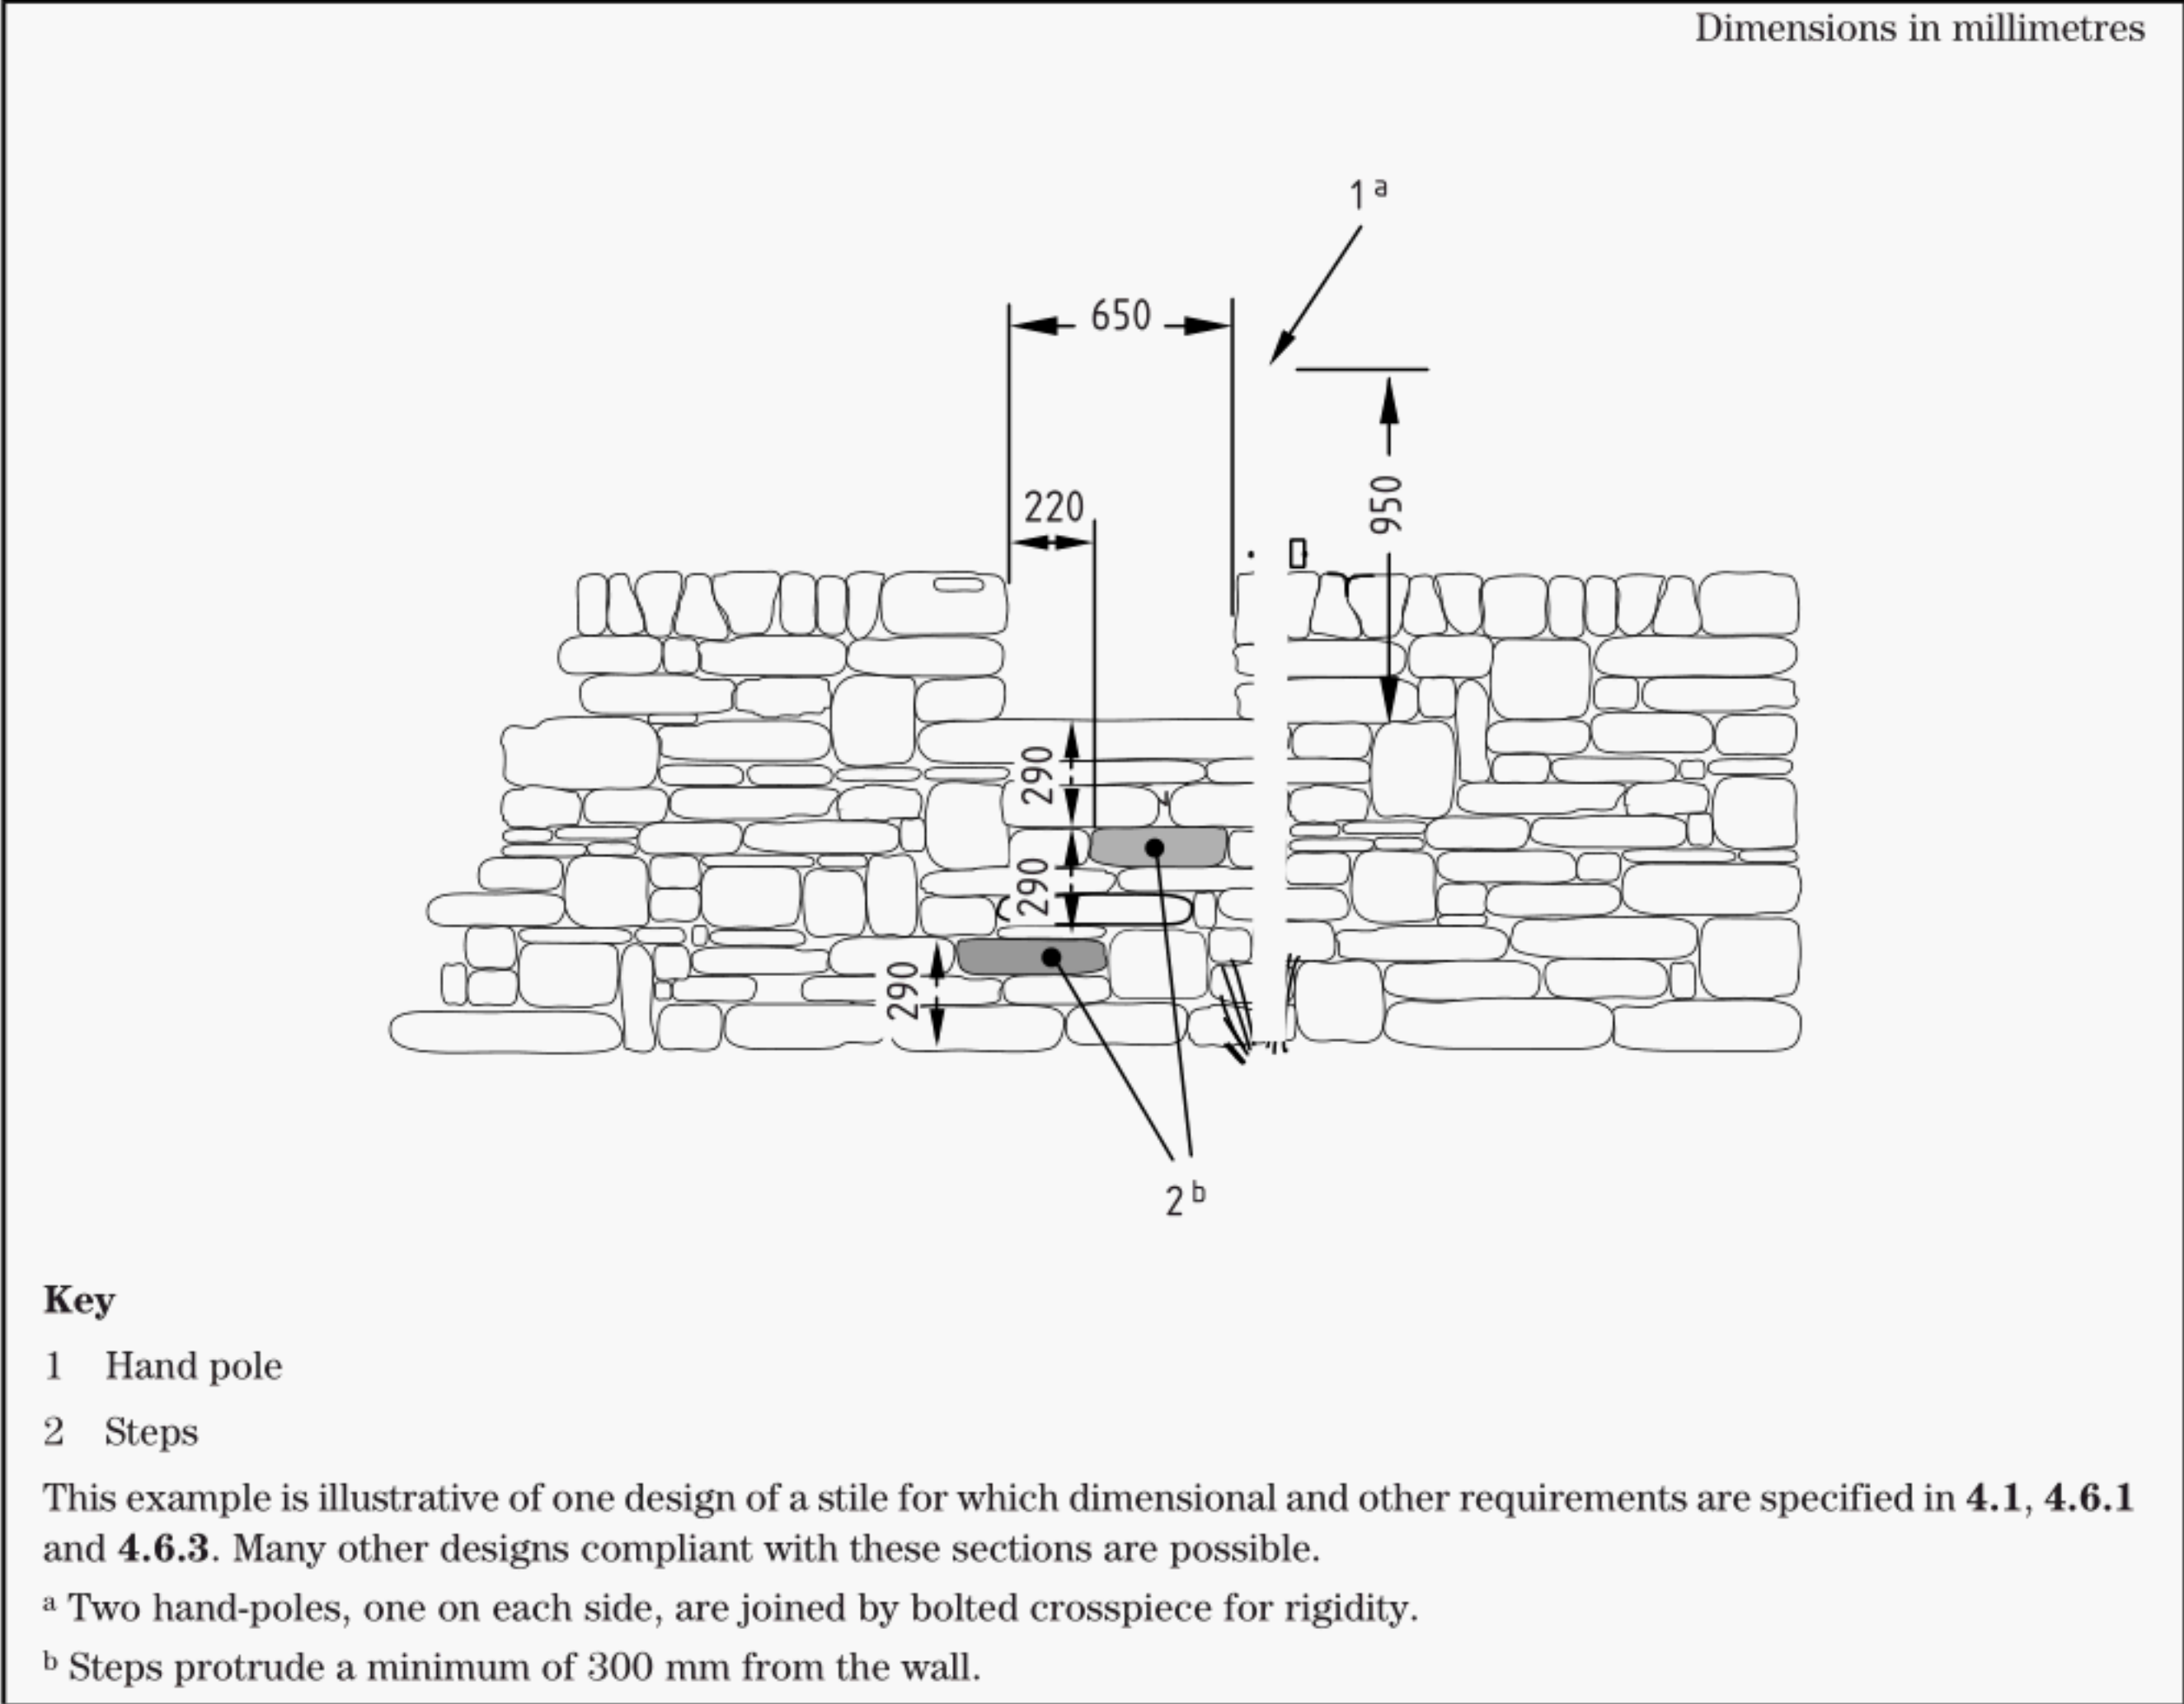 Dimensions in millimetres
1 a
650
220
950
290
290
290
2 b
Key
1 Hand pole
2 Steps
This example is illustrative of one design of a stile for which dimensional and other requirements are specified in 4.1, 4.6.1
and 4.6.3. Many other designs compliant with these sections are possible.
a Two hand-poles, one on each side, are joined by bolted crosspiece for rigidity.
b Steps protrude a minimum of 300 mm from the wall.